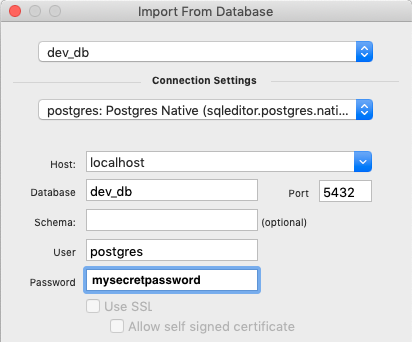 Import From Database
dev_db
Connection Settings
postgres: Postgres Native (sqleditor.postgres.nati...
Host: localhost
Database dev_db Port 5432
Schema: (optional)
User postgres
Password mysecretpassword
Use SSL
Allow self signed certificate